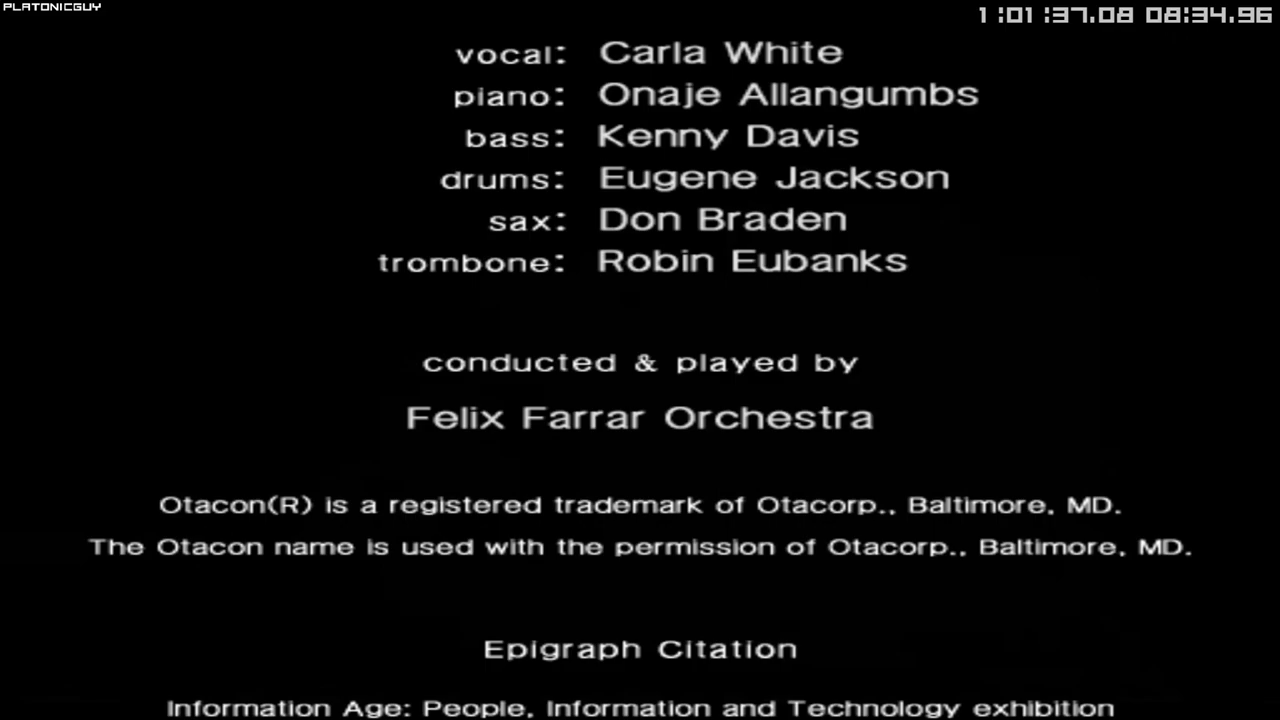 PLATONICGUY
1:01:37.08 08:34.96
vocal: Carla White
piano: Onaje Allangumbs
bass: Kenny Davis
drums: Eugene Jackson
sax: Don Braden
trombone: Robin Eubanks
conducted & played by
Felix Farrar Orchestra
Otacon(R) is a registered trademark of Otacorp., Baltimore, MD.
The Otacon name is used with the permission of Otacorp., Baltimore, MD.
Epigraph Citation
Information Age: People, Information and Technology exhibition